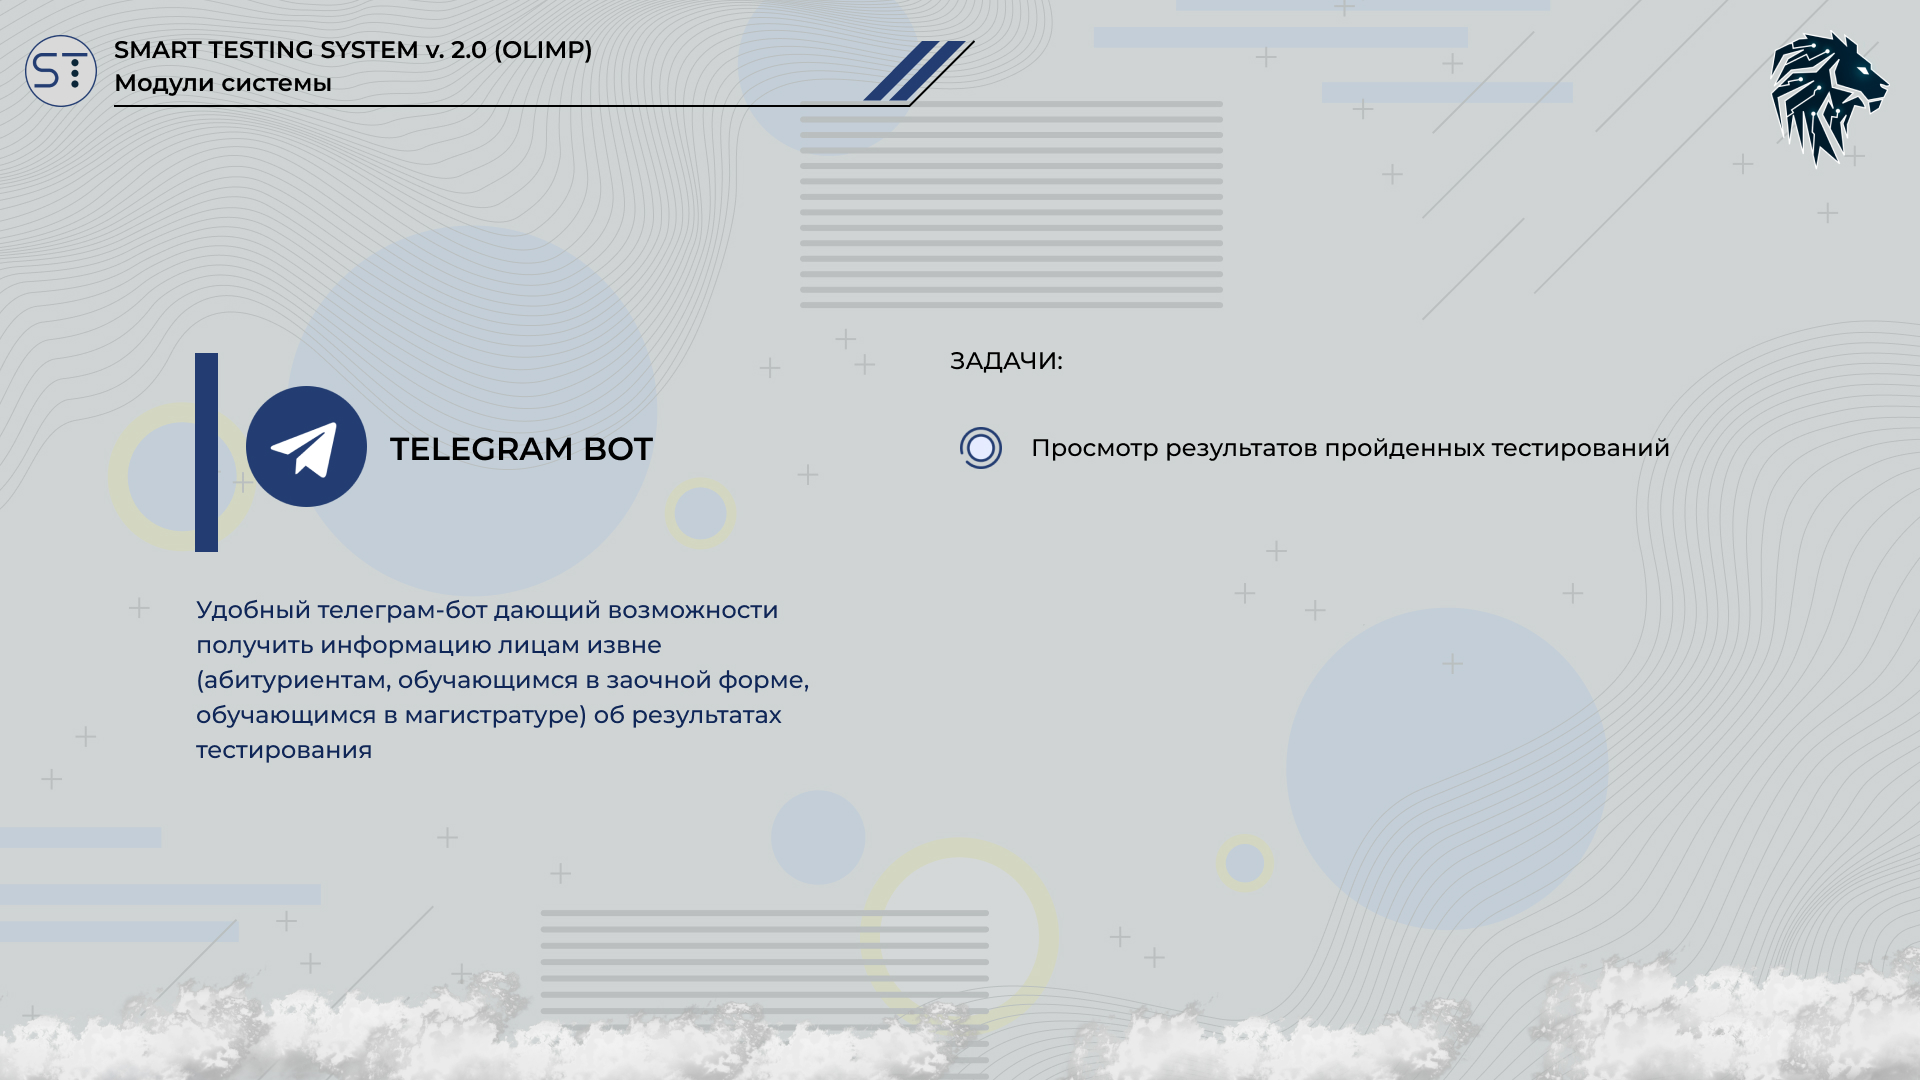 ST
SMART TESTING SYSTEM v. 2.0 (OLIMP)
Модули системы
TELEGRAM BOT
Удобный телеграм-бот дающий возможности
получить информацию лицам извне
(абитуриентам, обучающимся в заочной форме,
обучающимся в магистратуре) об результатах
тестирования
ЗАДАЧИ:
Просмотр результатов пройденных тестирований